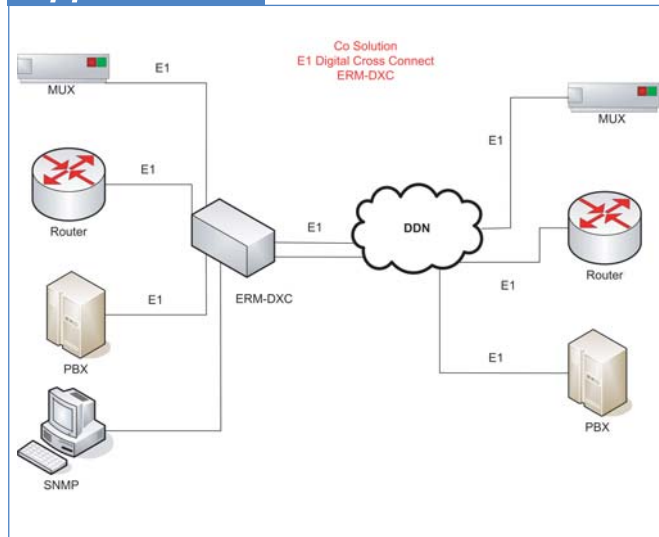 Co Solution
E1 Digital Cross Connect
ERM-DXC
E1
MUX
E1
Router
E1
PBX
SNMP
ERM-DXC
E1
DDN
E1
MUX
E1
Router
E1
PBX